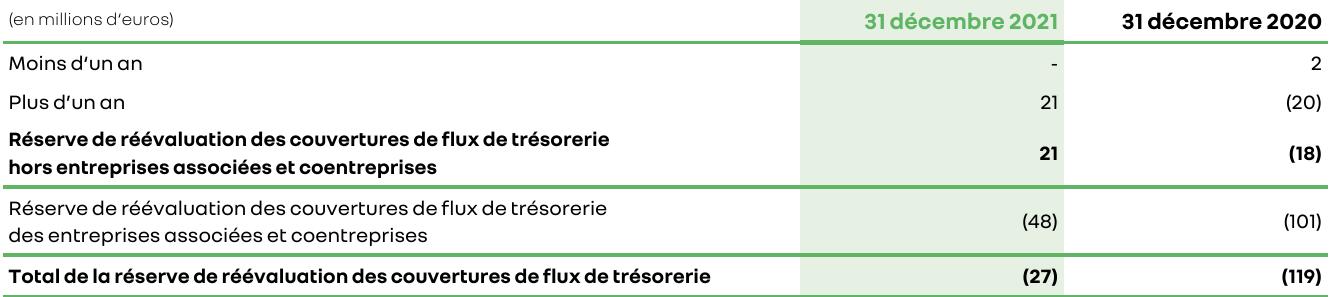 (en millions d'euros) 31 décembre 2021 31 décembre 2020
Moins d'un an - 2
Plus d'un an 21 (20)
Réserve de réévaluation des couvertures de flux de trésorerie
hors entreprises associées et coentreprises 21 (18)
Réserve de réévaluation des couvertures de flux de trésorerie
des entreprises associées et coentreprises (48) (101)
Total de la réserve de réévaluation des couvertures de flux de trésorerie (27) (119)